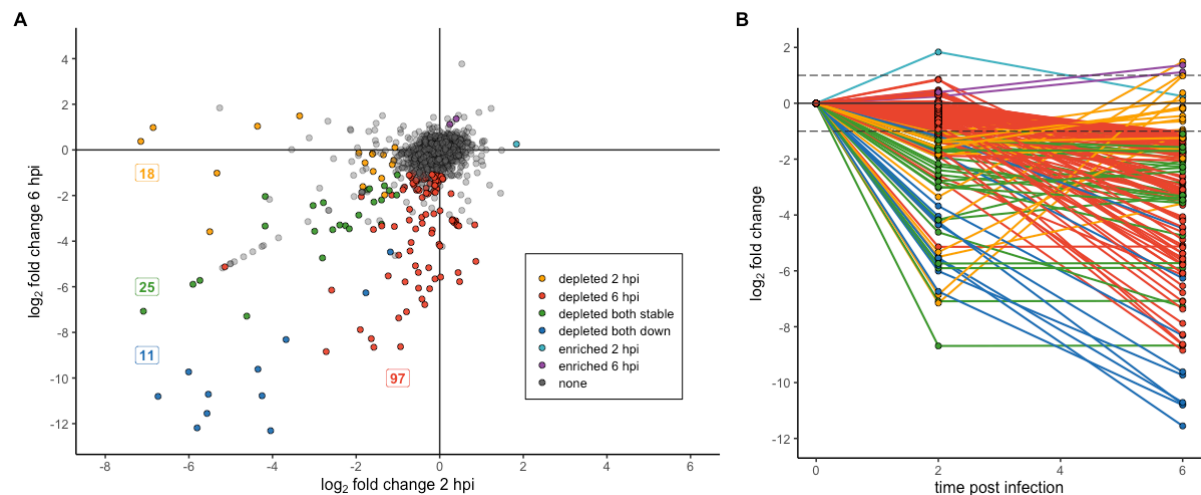 A
B
log2 fold change 6 hpi
4
2
0
-2
-4
-6
-8
-10
-12
18
25
11
97
depleted 2 hpi
depleted 6 hpi
depleted both stable
depleted both down
enriched 2 hpi
enriched 6 hpi
none
-8
-6
-4
-2
0
2
4
6
log2 fold change 2 hpi
log2 fold change
2
0
-2
-4
-6
-8
-10
-12
0
2
4
6
time post infection